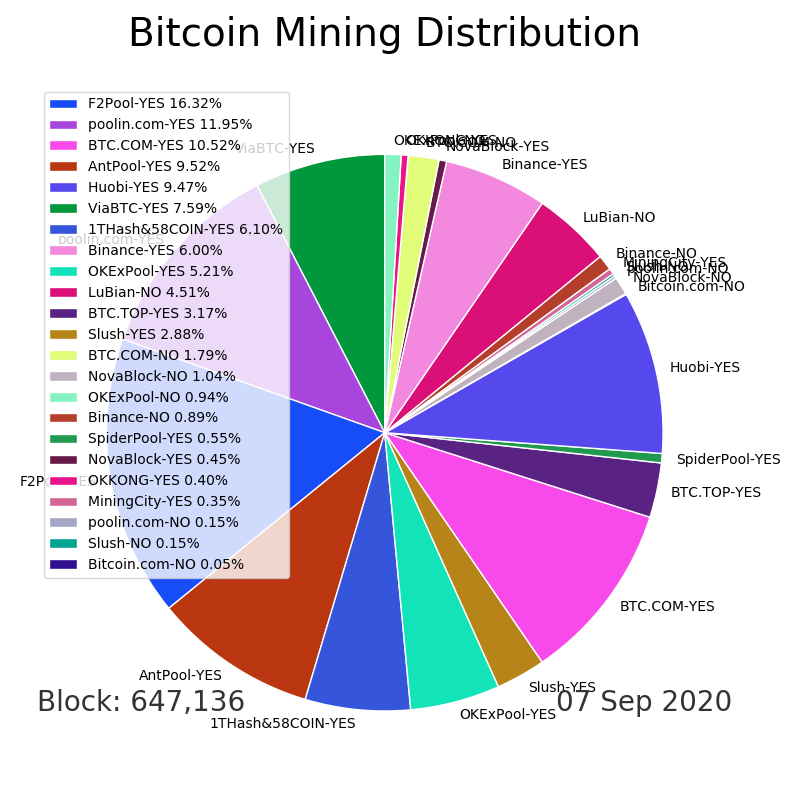 Bitcoin Mining Distribution
F2Pool-YES 16.32%
poolin.com-YES 11.95%
BTC.COM-YES 10.52%
AntPool-YES 9.52%
Huobi-YES 9.47%
ViaBTC-YES 7.59%
1THash&58COIN-YES 6.10%
Binance-YES 6.00%
OKExPool-YES 5.21%
LuBian-NO 4.51%
BTC.TOP-YES 3.17%
Slush-YES 2.88%
BTC.COM-NO 1.79%
NovaBlock-NO 1.04%
OKExPool-NO 0.94%
Binance-NO 0.89%
SpiderPool-YES 0.55%
NovaBlock-YES 0.45%
OKKONG-YES 0.40%
MiningCity-YES 0.35%
poolin.com-NO 0.15%
Slush-NO 0.15%
Bitcoin.com-NO 0.05%
ViaBTC-YES
poolin.com-YES
NovaBlock-YES
Binance-YES
LuBian-NO
Binance-NO
MiningCity-YES
poolin.com-NO
NovaBlock-NO
Bitcoin.com-NO
Huobi-YES
SpiderPool-YES
BTC.TOP-YES
BTC.COM-YES
Slush-YES
OKExPool-YES
1THash&58COIN-YES
AntPool-YES
Block: 647,136
07 Sep 2020